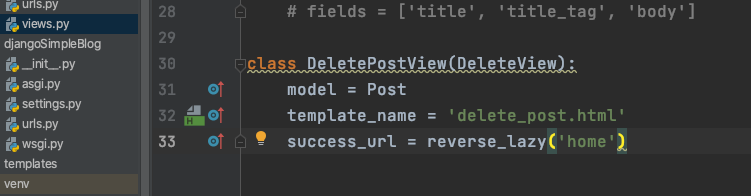 urls.py
views.py
djangoSimpleBlog
__init__.py
asgi.py
settings.py
urls.py
wsgi.py
templates
venv
28 # fields = ['title', 'title_tag', 'body']
29
30 class DeletePostView(DeleteView):
31 model = Post
32 template_name = 'delete_post.html'
33 success_url = reverse_lazy('home')